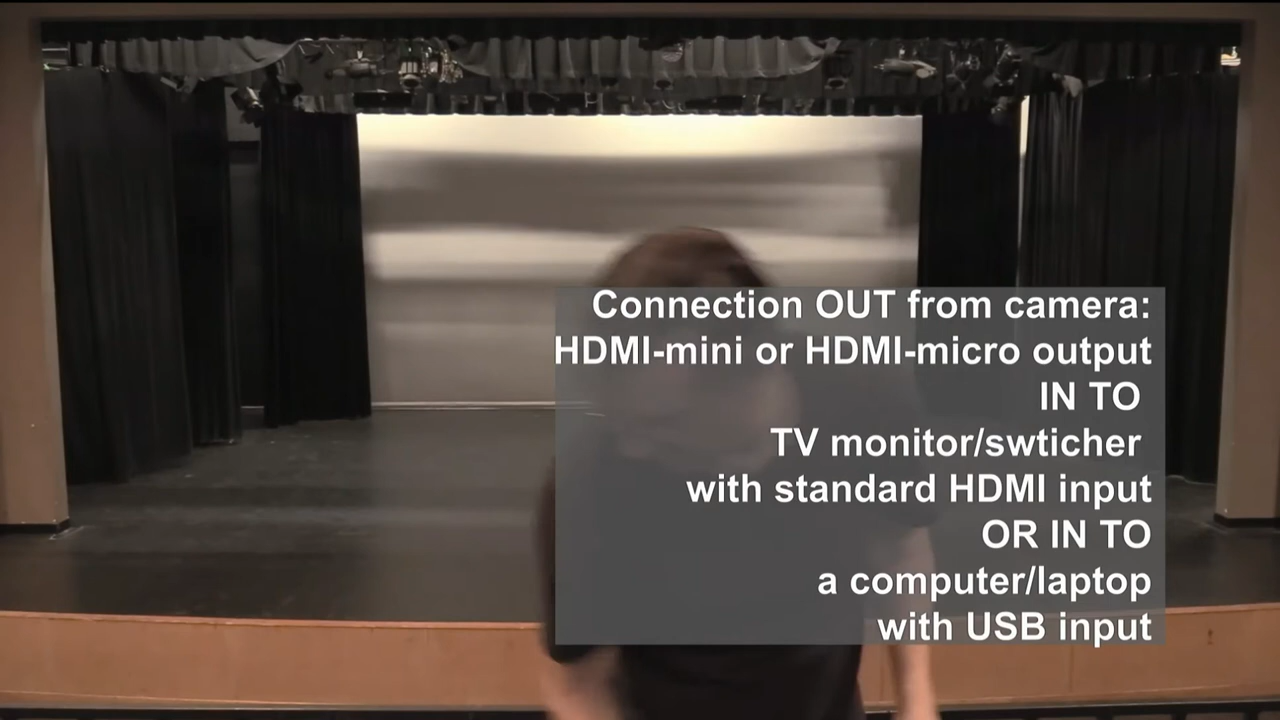 Connection OUT from camera:
HDMI-mini or HDMI-micro output
IN TO
TV monitor/swticher
with standard HDMI input
OR IN TO
a computer/laptop
with USB input